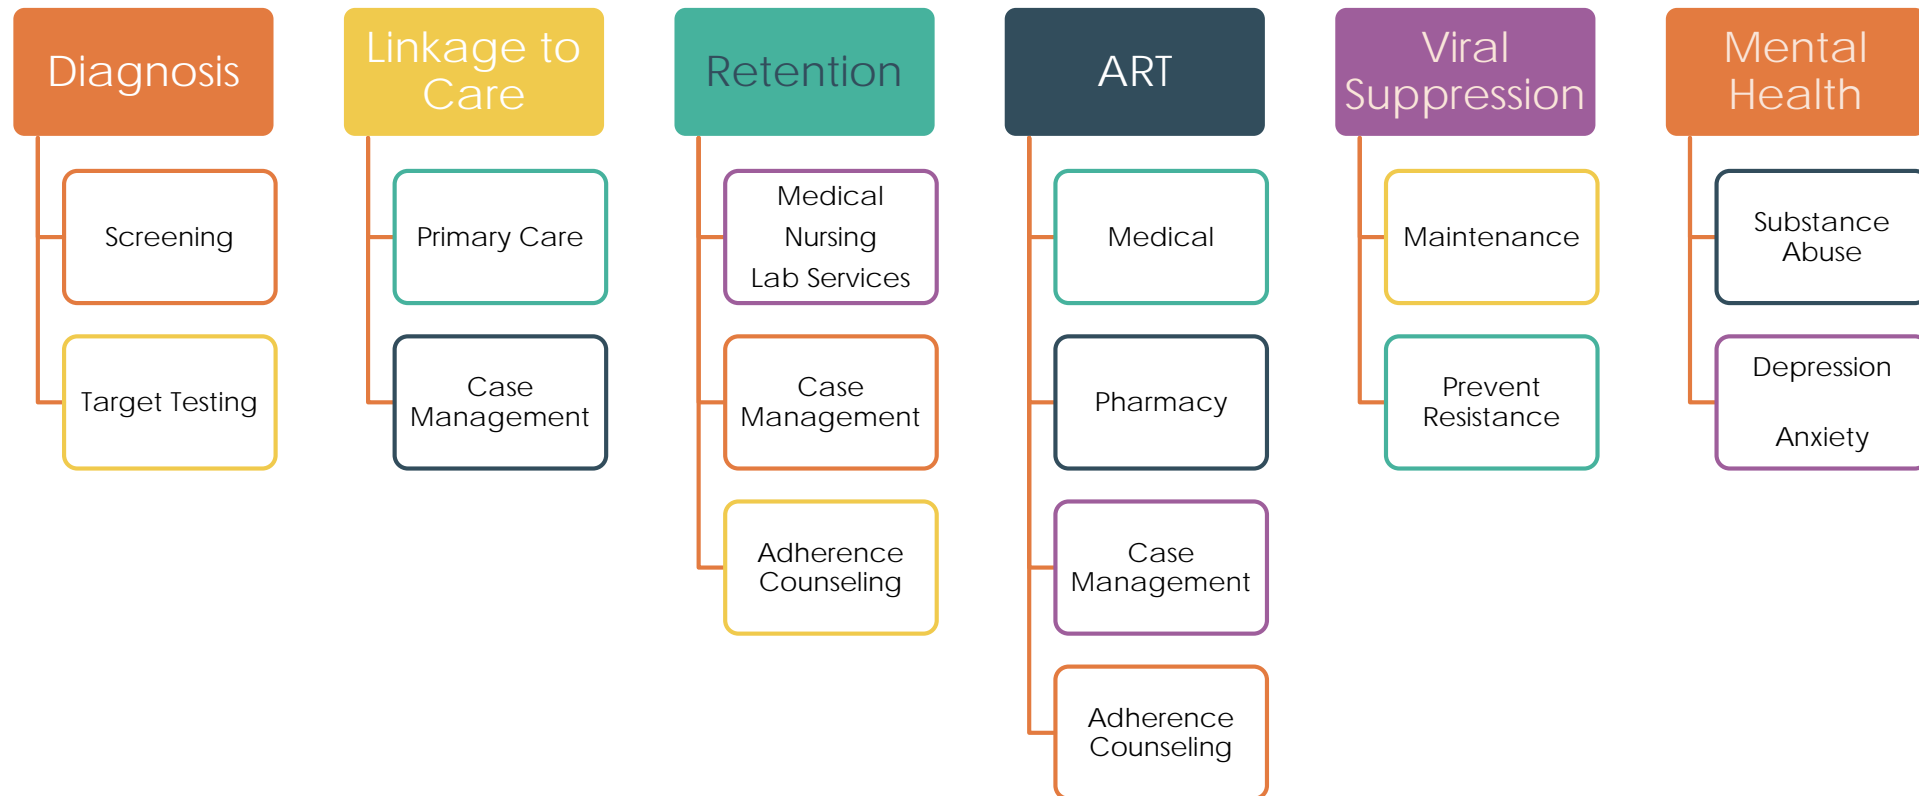 Diagnosis
Screening
Target Testing
Linkage to
Care
Primary Care
Case
Management
Retention
Medical
Nursing
Lab Services
Case
Management
Adherence
Counseling
ART
Medical
Pharmacy
Case
Management
Adherence
Counseling
Viral
Suppression
Maintenance
Prevent
Resistance
Mental
Health
Substance
Abuse
Depression
Anxiety